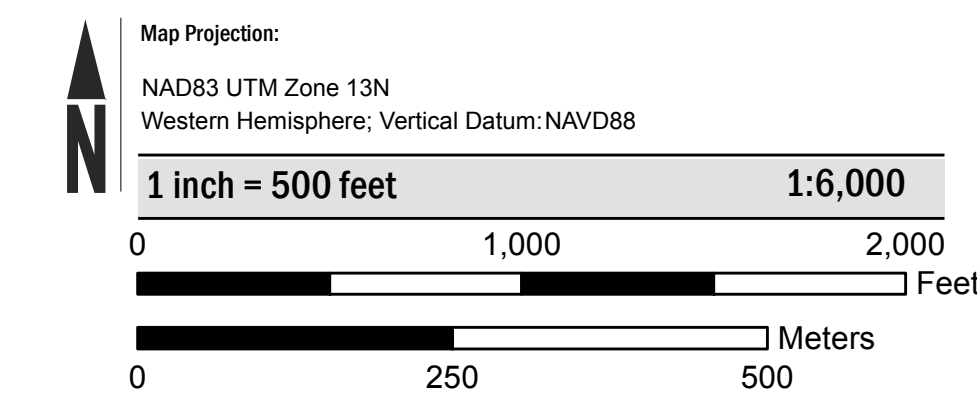 Map Projection:
N
NAD83 UTM Zone 13N
Western Hemisphere; Vertical Datum:NAVD88
1 inch = 500 feet 1:6,000
0 1,000 2,000
Feet
Meters
0 250 500